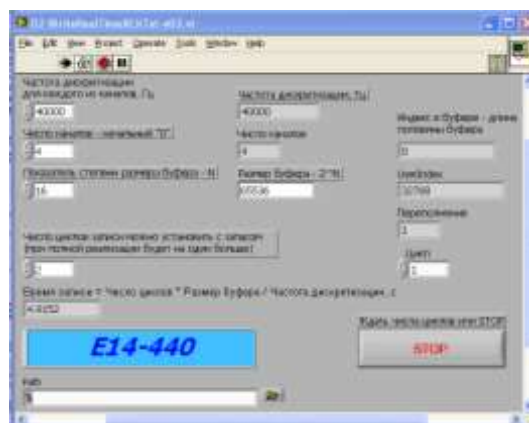 File Edit View Project Operate Tools Window Help
Частота дискретизации
для каждого из каналов, Гц
40000
Частота дискретизации, Гц
40000
Индекс в буфере - длина
половины буфера
0
Число каналов - начальный "0"
4
Число каналов
4
Показатель степени размера буфера - N
16
Размер буфера - 2^N
65536
UserIndex
32768
Переполнение
Число циклов записи можно установить с запасом
(при полной реализации будет на один больше)
2
Цикл
Время записи = Число циклов * Размер буфера / Частота дискретизации, с
E14-440
Ждать число циклов или STOP
STOP
Path